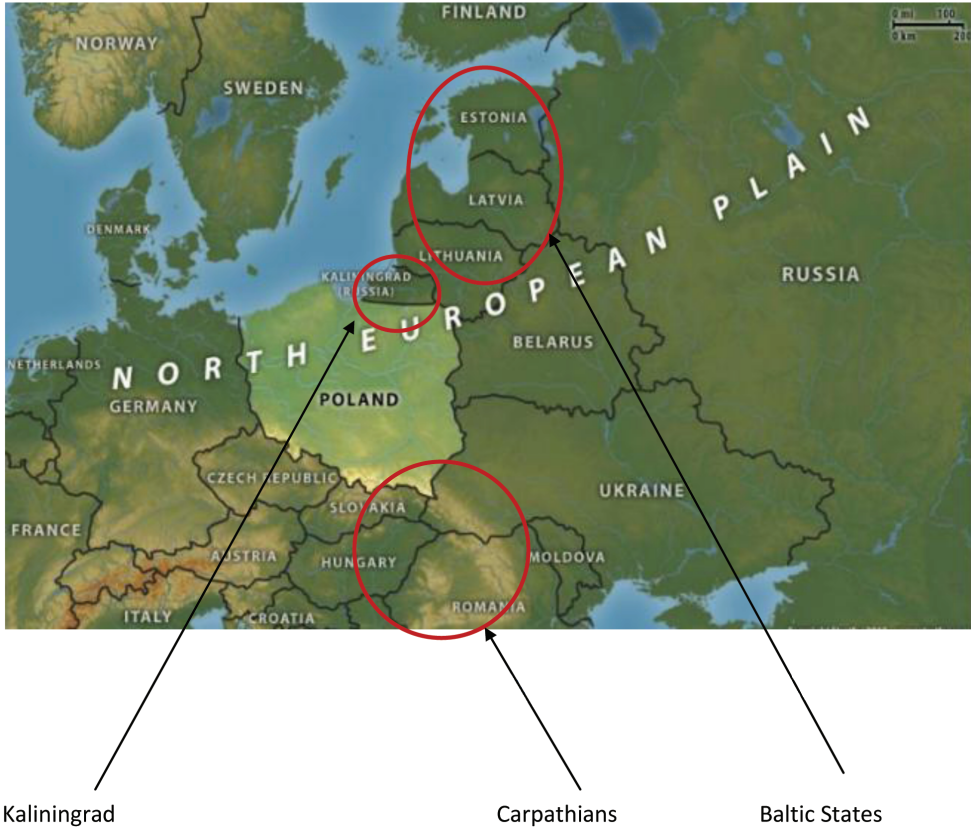 FINLAND
0 mi 100
0 km 200
NORWAY
SWEDEN
ESTONIA
LATVIA
DENMARK
LITHUANIA
KALININGRAD
(RUSSIA)
RUSSIA
NORTH EUROPEAN PLAIN
BELARUS
NETHERLANDS
GERMANY
POLAND
CZECH REPUBLIC
UKRAINE
SLOVAKIA
FRANCE
AUSTRIA
HUNGARY
MOLDOVA
ROMANIA
ITALY
CROATIA
Kaliningrad
Carpathians
Baltic States